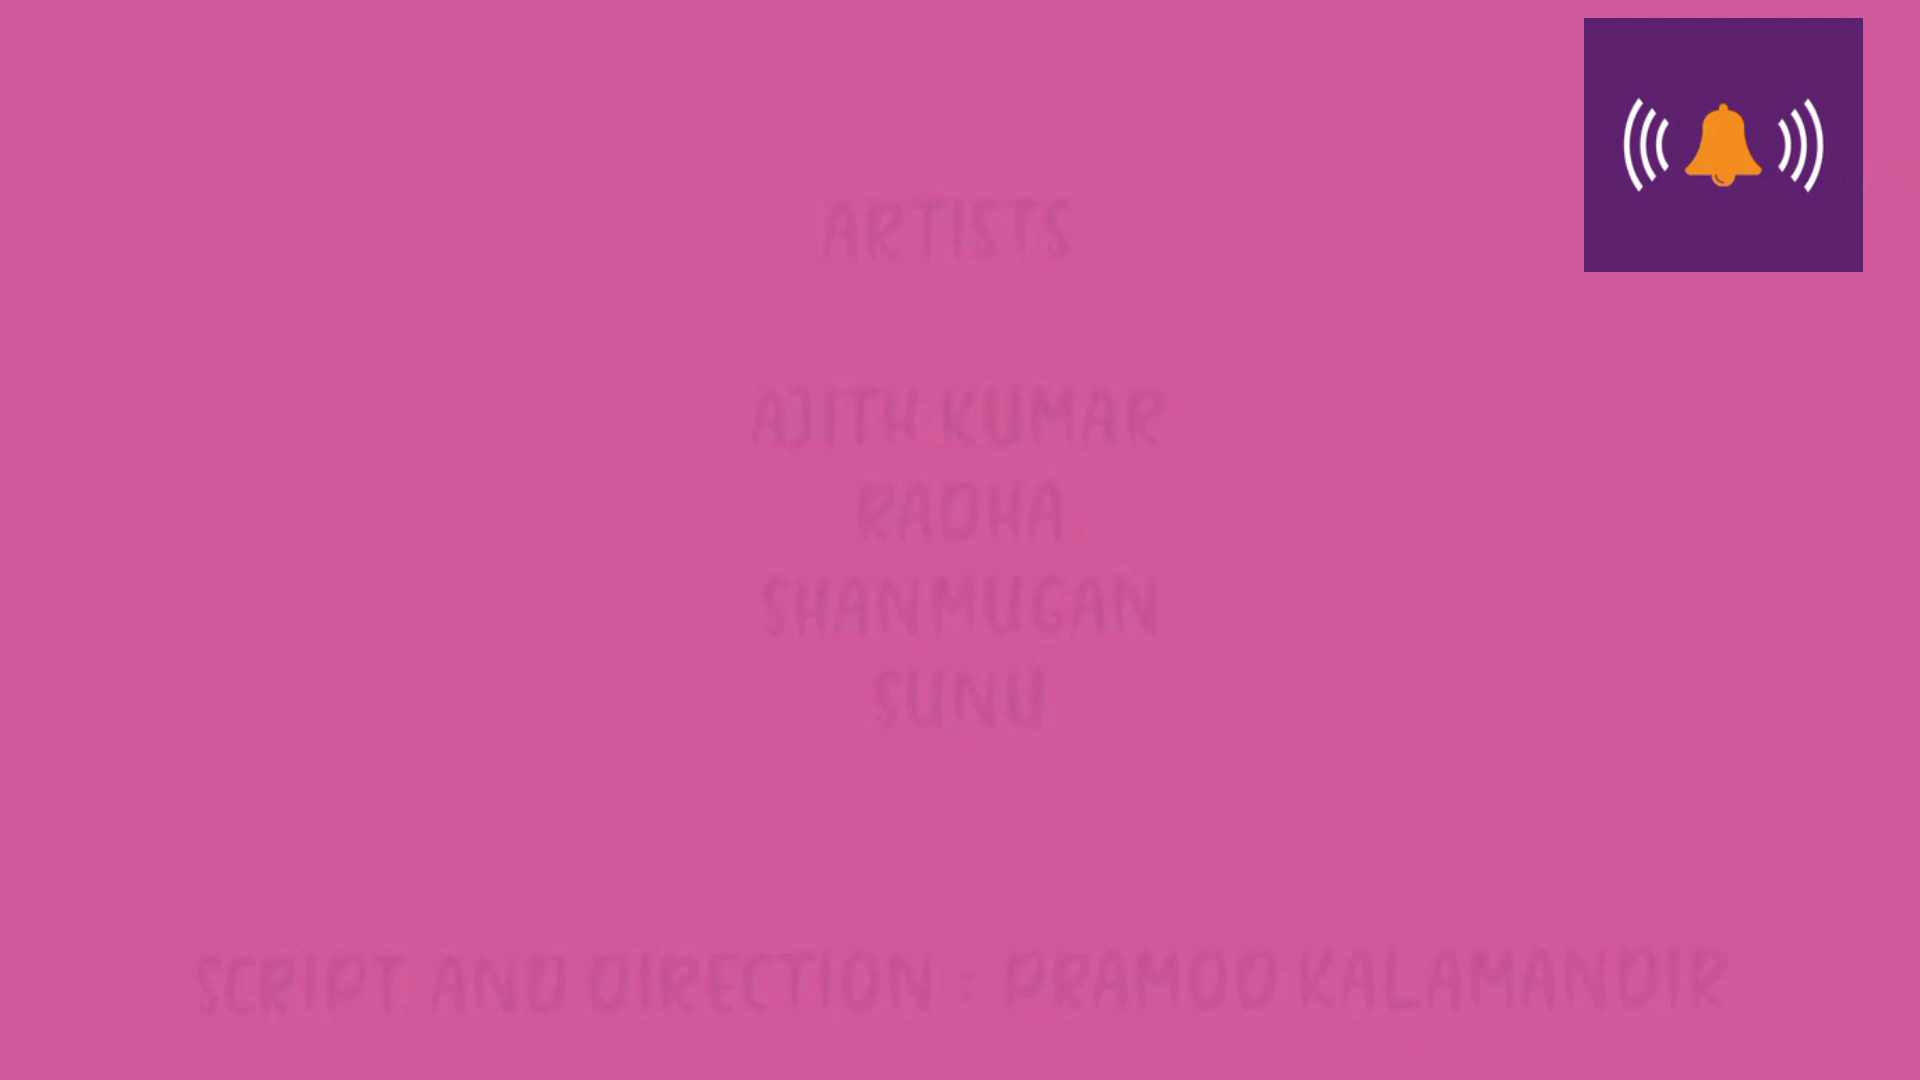 ARTISTS
AJITH KUMAR
RADHA
SHANMUGAN
SUNU
SCRIPT AND DIRECTION : PRAMOD KALAMANDIR